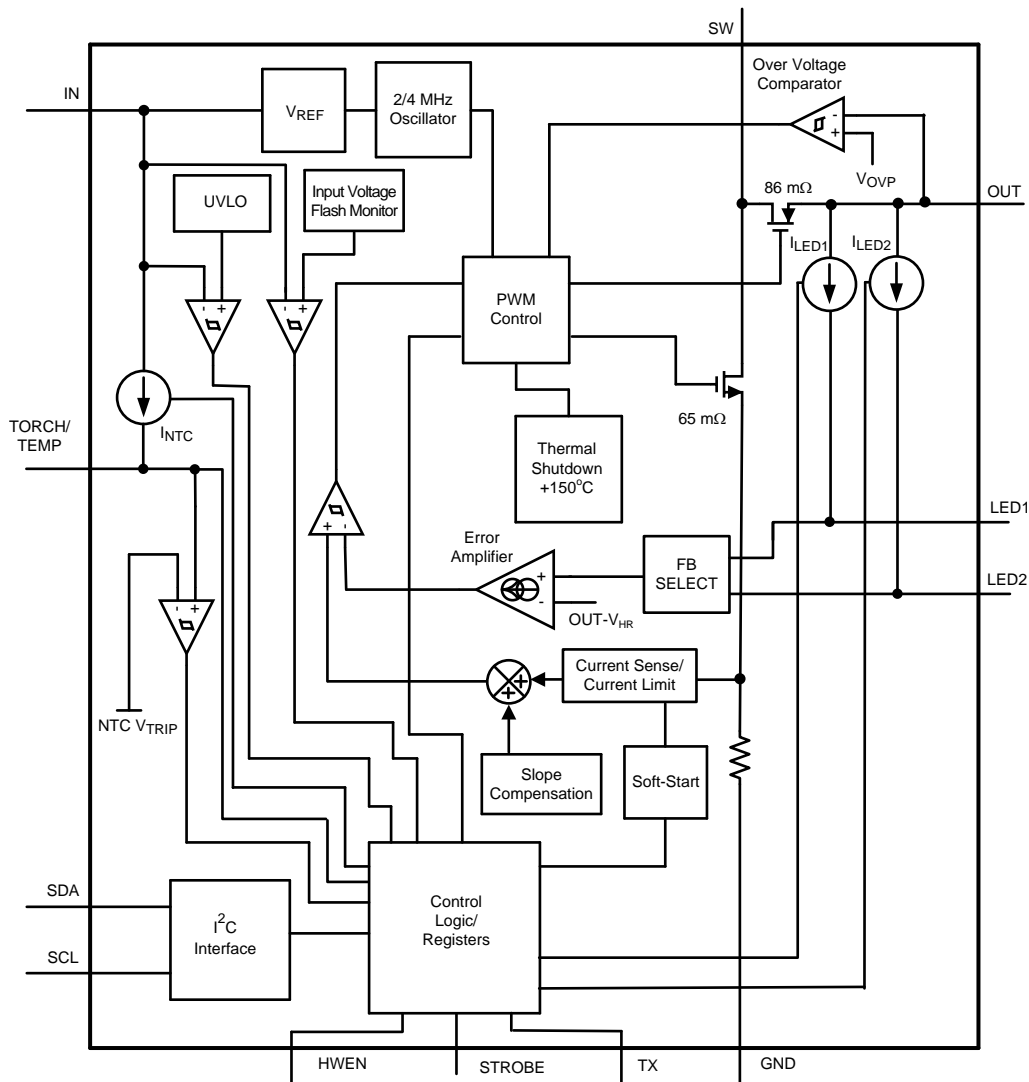 SW
Over Voltage
Comparator
IN
VREF
2/4 MHz
Oscillator
-
+
VOVP
UVLO
Input Voltage
Flash Monitor
86 mΩ
OUT
ILED1
ILED2
- +
- +
PWM
Control
INTC
65 mΩ
TORCH/
TEMP
Thermal
Shutdown
+150°C
+ -
LED1
Error
Amplifier
+
-
FB
SELECT
LED2
- +
OUT-VHR
NTC VTRIP
+
+
Current Sense/
Current Limit
Slope
Compensation
Soft-Start
SDA
I2C
Interface
SCL
Control
Logic/
Registers
HWEN
STROBE
TX
GND